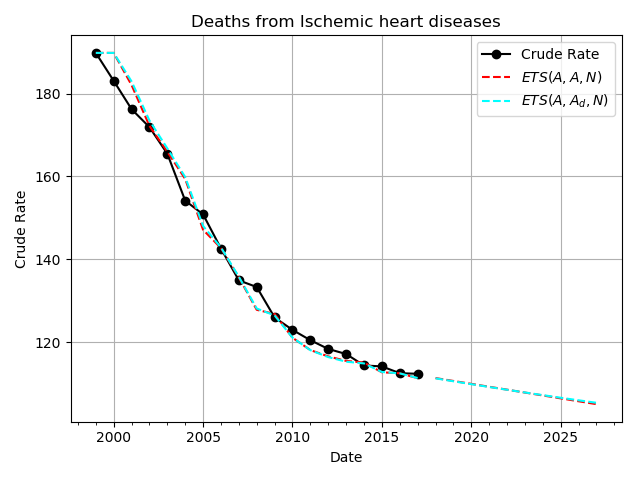 Deaths from Ischemic heart diseases
Crude Rate
ETS(A, A, N)
ETS(A, A_d, N)
180
160
140
120
Crude Rate
2000 2005 2010 2015 2020 2025
Date